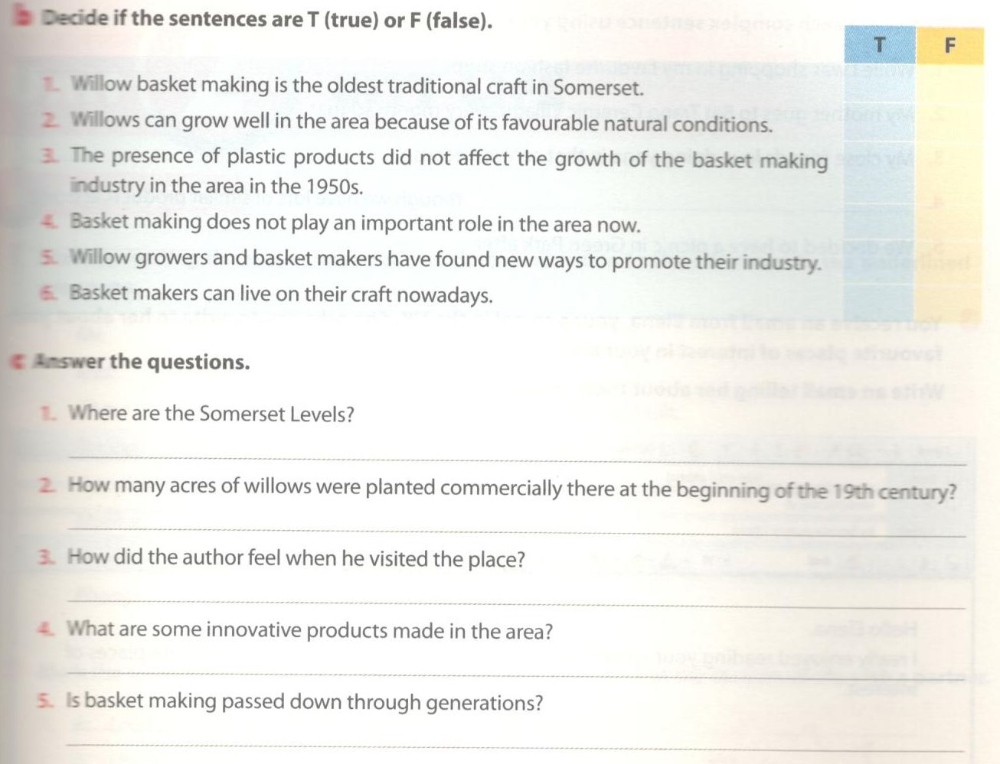 b Decide if the sentences are T (true) or F (false).
T F
1. Willow basket making is the oldest traditional craft in Somerset.
2. Willows can grow well in the area because of its favourable natural conditions.
3. The presence of plastic products did not affect the growth of the basket making
industry in the area in the 1950s.
4. Basket making does not play an important role in the area now.
5. Willow growers and basket makers have found new ways to promote their industry.
6. Basket makers can live on their craft nowadays.
c Answer the questions.
1. Where are the Somerset Levels?
2. How many acres of willows were planted commercially there at the beginning of the 19th century?
3. How did the author feel when he visited the place?
4. What are some innovative products made in the area?
5. Is basket making passed down through generations?